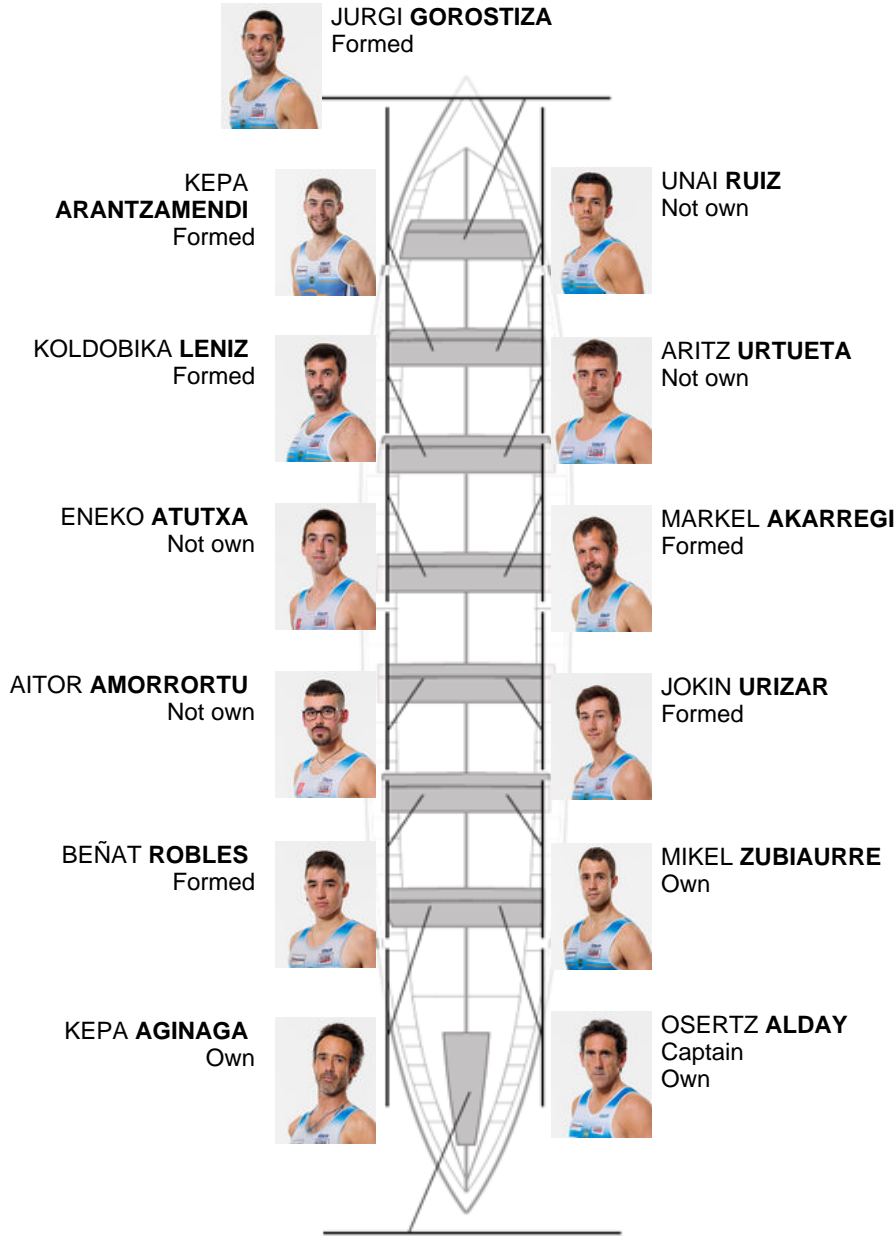 JURGI GOROSTIZA
Formed
KEPA
ARANTZAMENDI
Formed
UNAI RUIZ
Not own
KOLDOBIKA LENIZ
Formed
ARITZ URTUETA
Not own
ENEKO ATUTXA
Not own
MARKEL AKARREGI
Formed
AITOR AMORRORTU
Not own
JOKIN URIZAR
Formed
BEÑAT ROBLES
Formed
MIKEL ZUBIAURRE
Own
KEPA AGINAGA
Own
OSERTZ ALDAY
Captain
Own